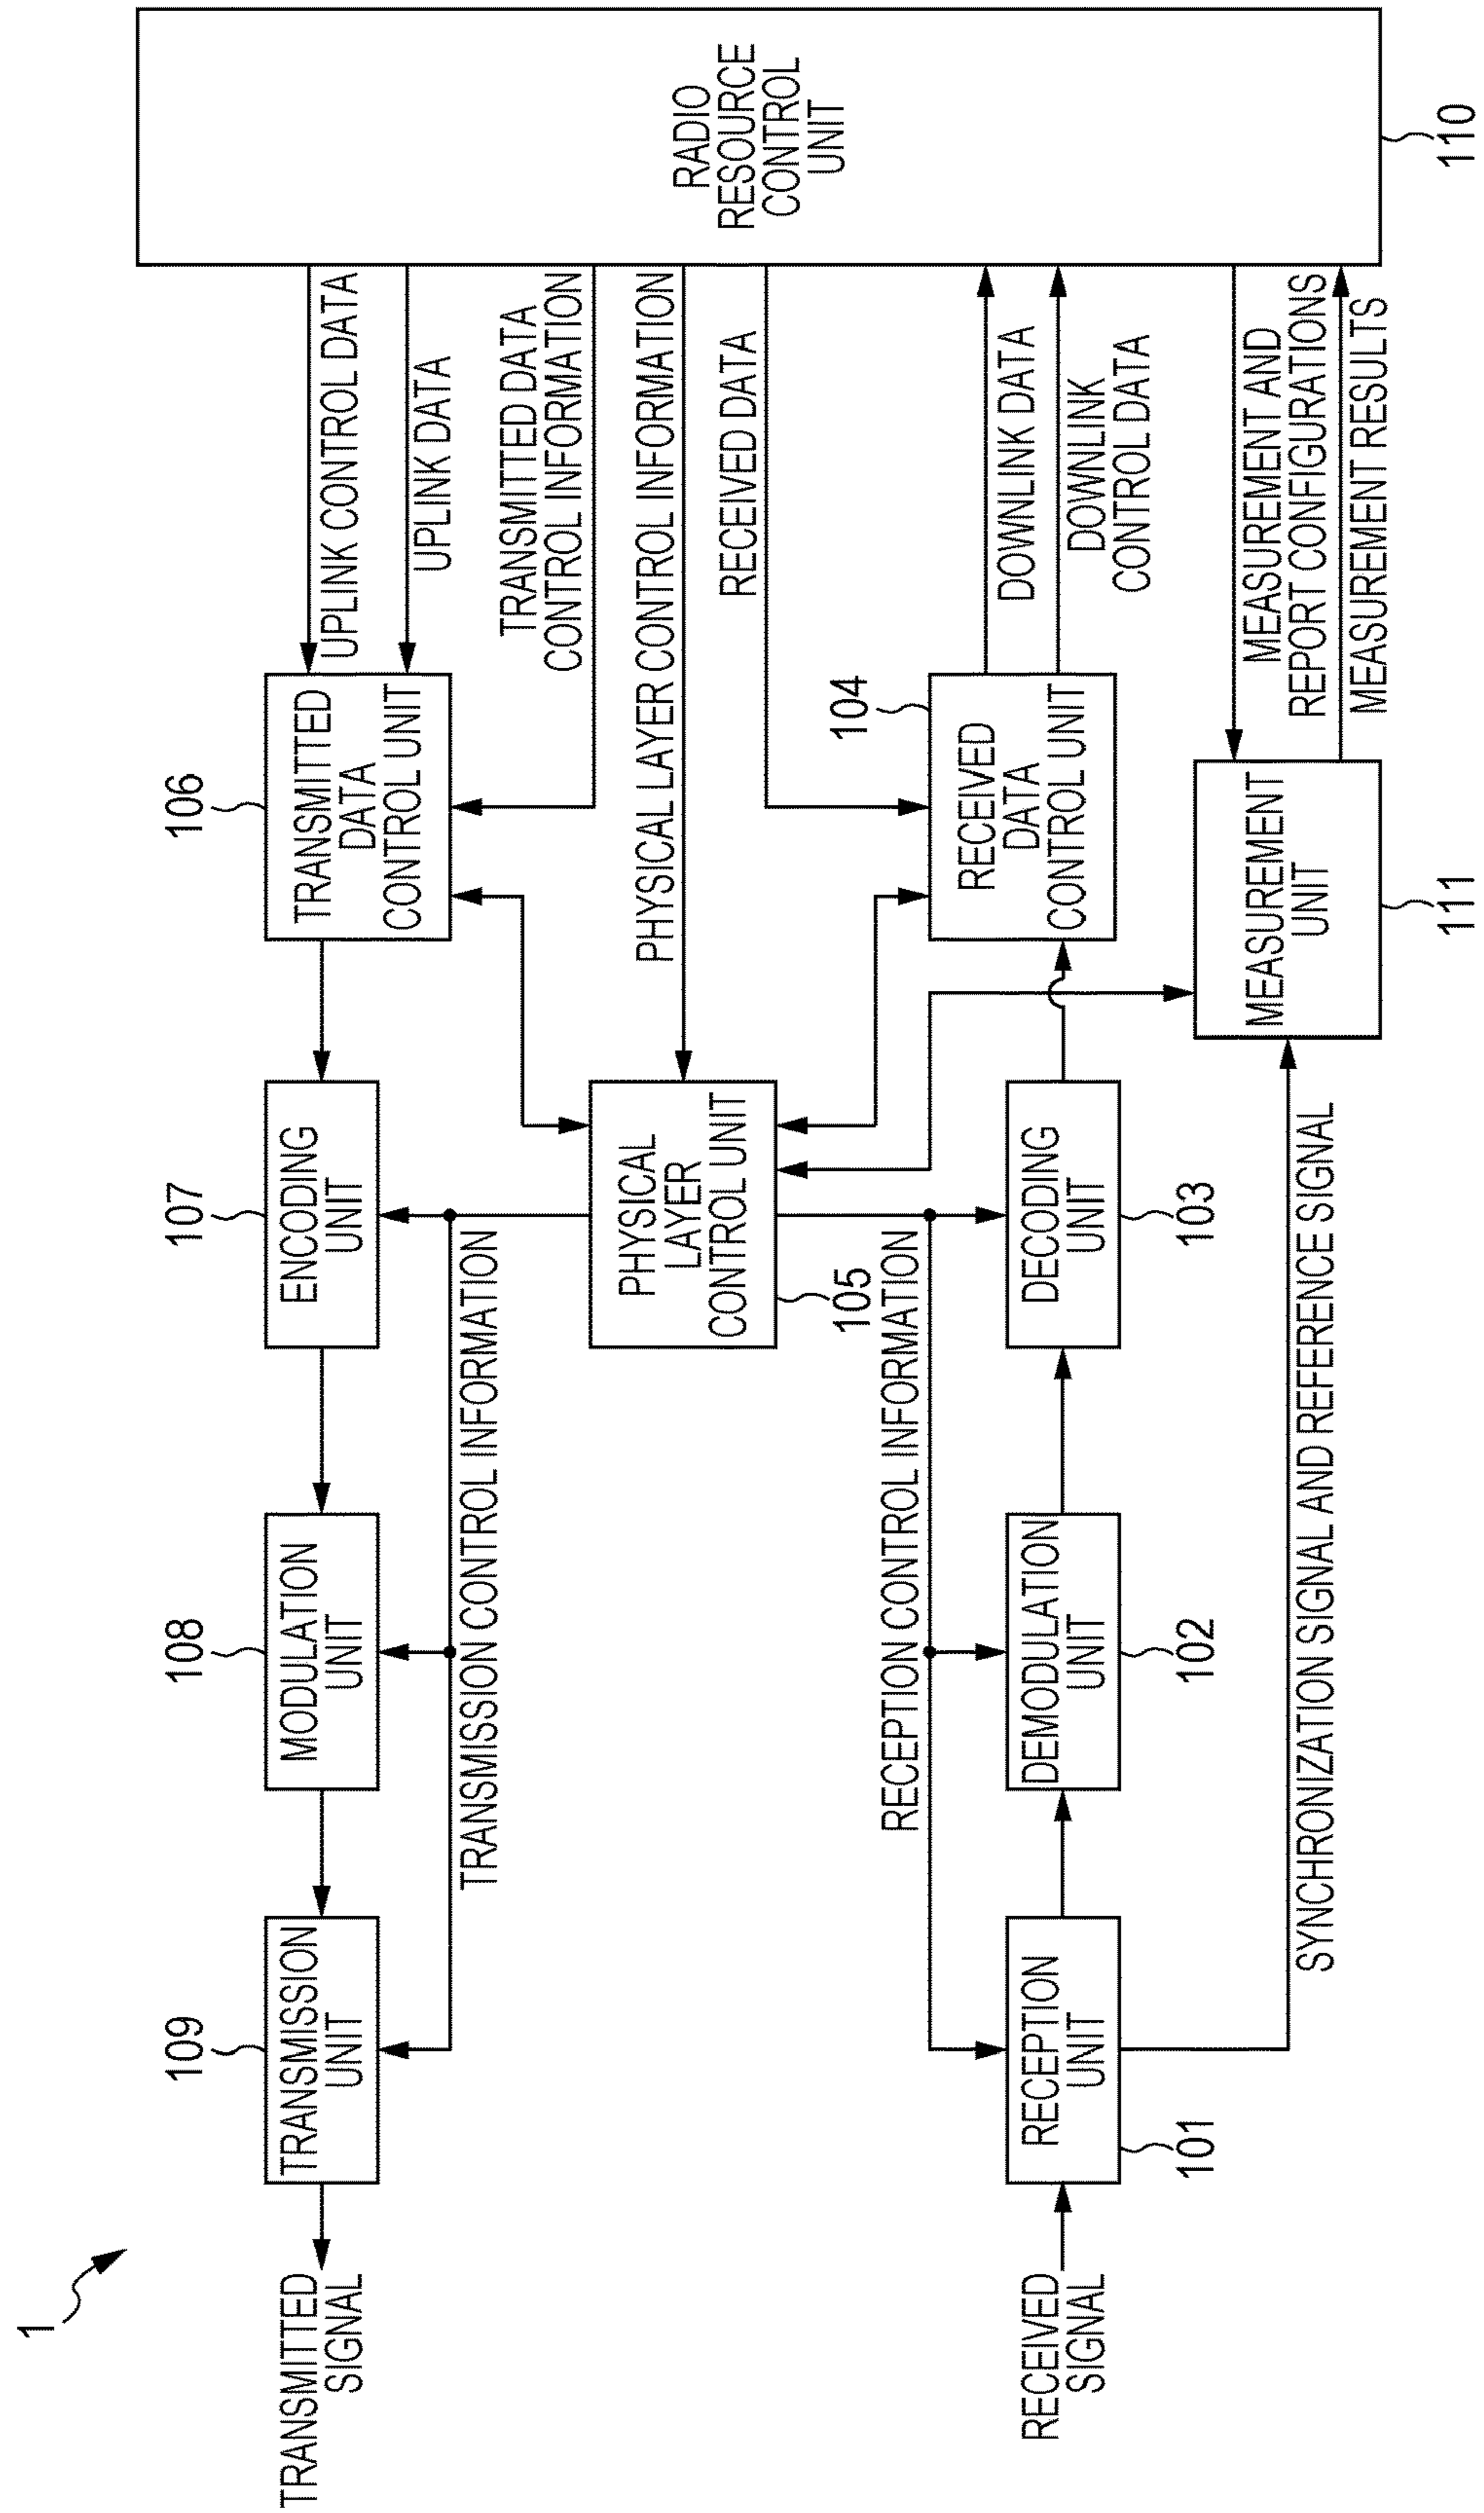 1
TRANSMITTED
SIGNAL
109
TRANSMISSION
UNIT
108
MODULATION
UNIT
107
ENCODING
UNIT
106
TRANSMITTED
DATA
CONTROL UNIT
UPLINK CONTROL DATA
UPLINK DATA
TRANSMITTED DATA
CONTROL INFORMATION
TRANSMISSION CONTROL INFORMATION
PHYSICAL LAYER CONTROL INFORMATION
PHYSICAL
LAYER
CONTROL UNIT
105
RECEIVED DATA
RADIO
RESOURCE
CONTROL
UNIT
110
RECEPTION CONTROL INFORMATION
RECEIVED
SIGNAL
RECEPTION
UNIT
101
DEMODULATION
UNIT
102
DECODING
UNIT
103
104
RECEIVED
DATA
CONTROL UNIT
DOWNLINK DATA
DOWNLINK
CONTROL DATA
SYNCHRONIZATION SIGNAL AND REFERENCE SIGNAL
MEASUREMENT
UNIT
111
MEASUREMENT AND
REPORT CONFIGURATIONS
MEASUREMENT RESULTS